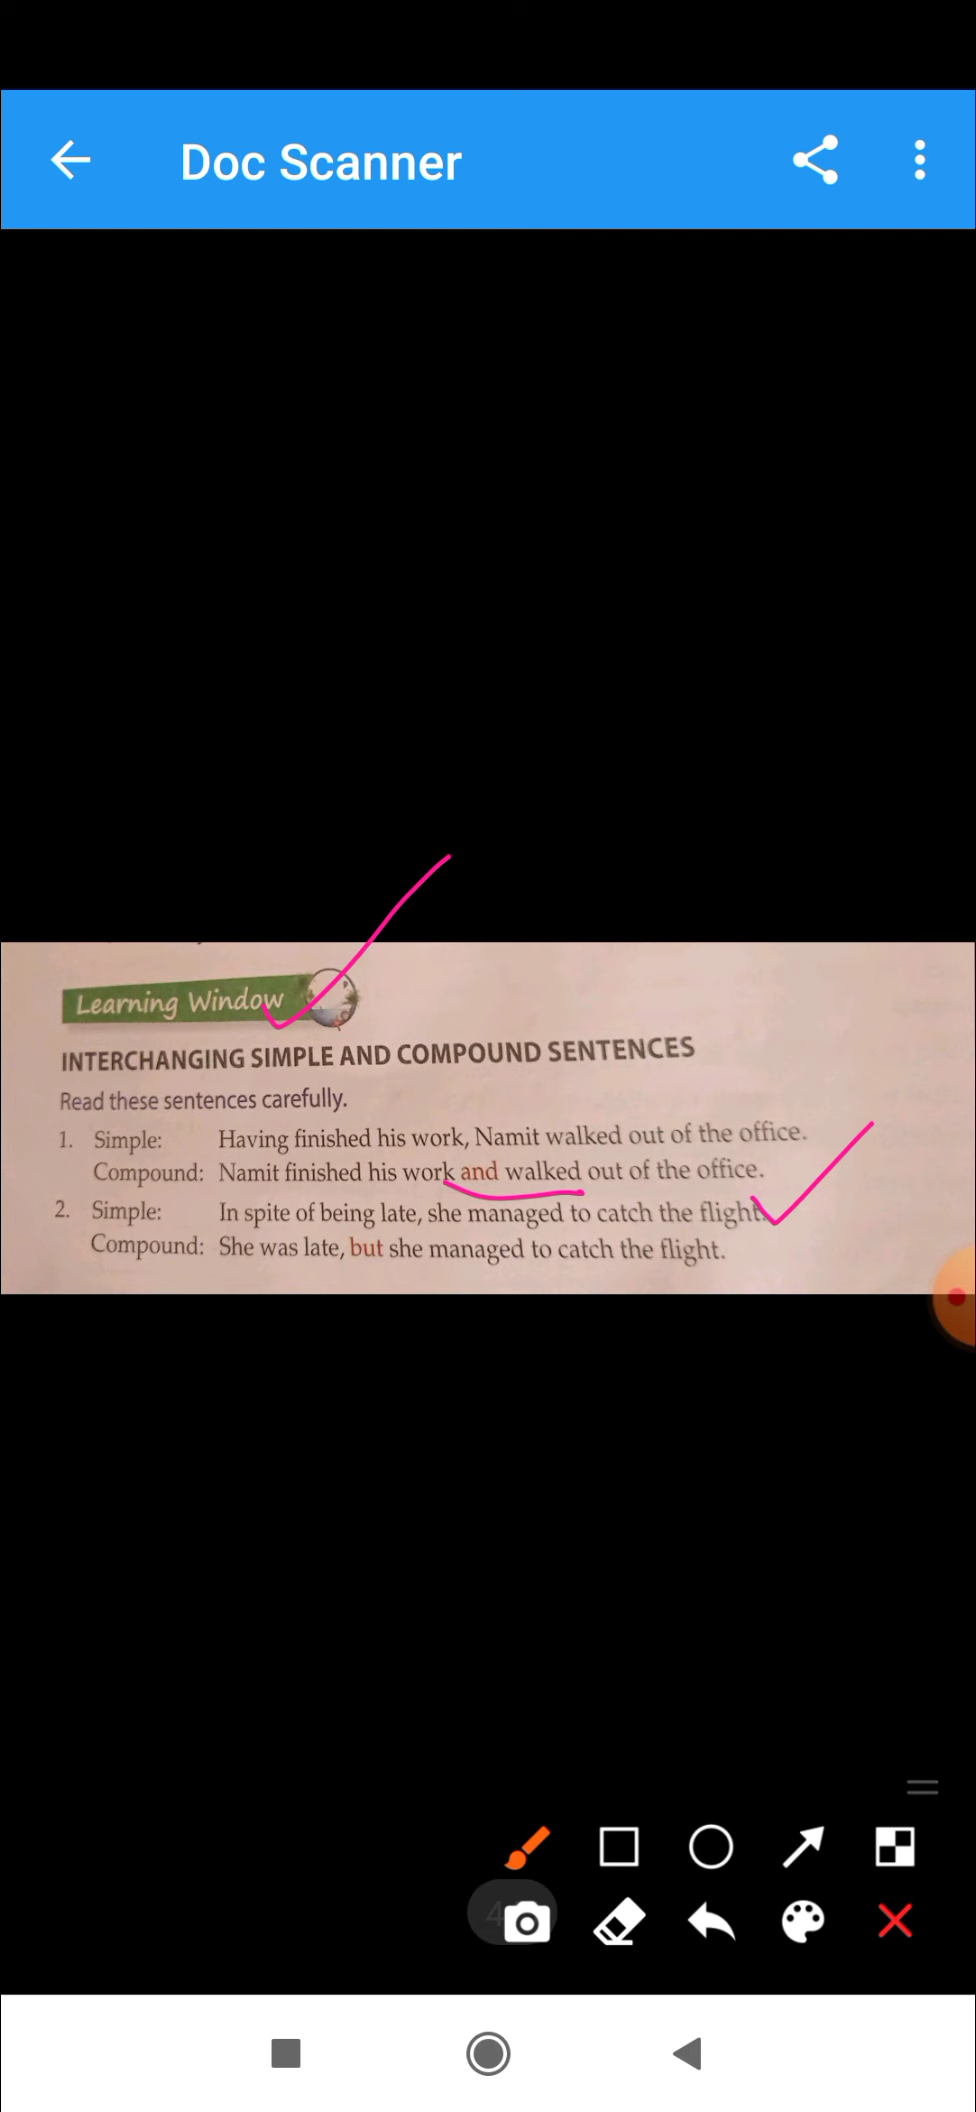 Doc Scanner
Learning Window
INTERCHANGING SIMPLE AND COMPOUND SENTENCES
Read these sentences carefully.
1. Simple: Having finished his work, Namit walked out of the office.
Compound: Namit finished his work and walked out of the office.
2. Simple: In spite of being late, she managed to catch the flight.
Compound: She was late, but she managed to catch the flight.
4